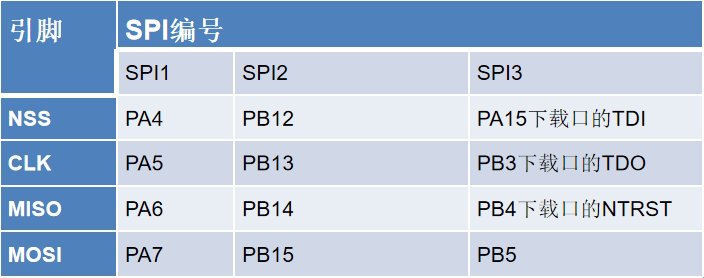 引脚 SPI编号
SPI1 SPI2 SPI3
NSS PA4 PB12 PA15下载口的TDI
CLK PA5 PB13 PB3下载口的TDO
MISO PA6 PB14 PB4下载口的NTRST
MOSI PA7 PB15 PB5